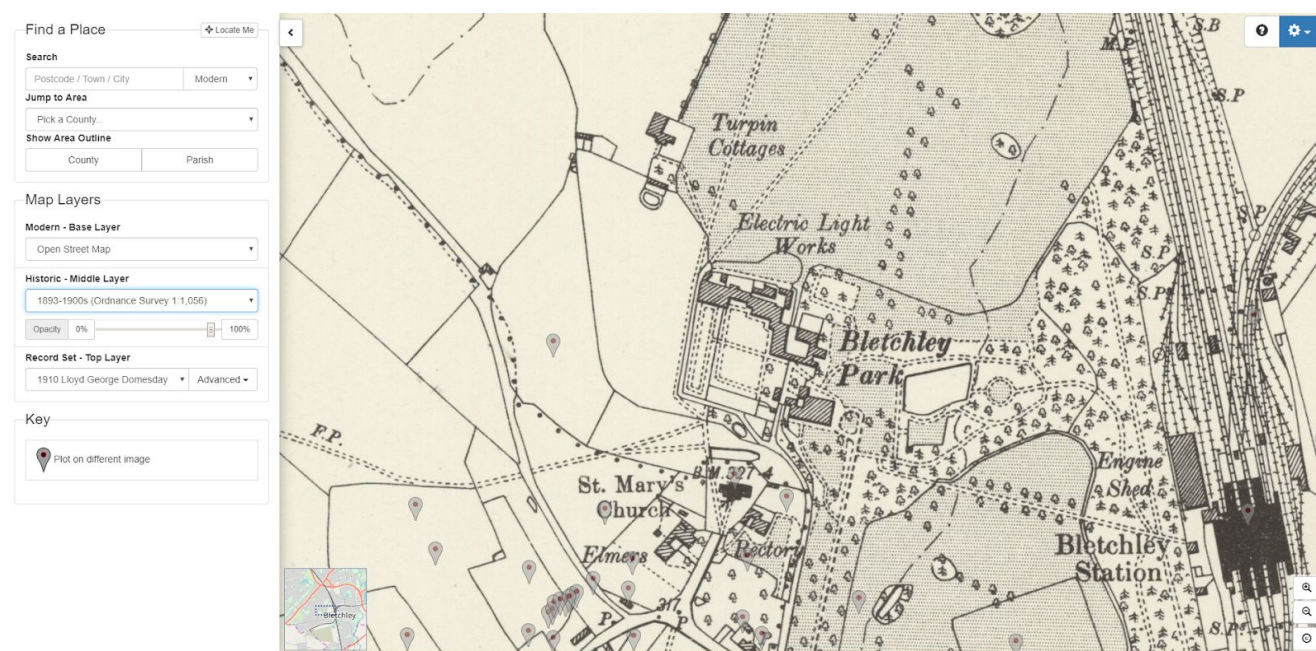 Find a Place
Locate Me
Search
Postcode / Town / City
Modern
Jump to Area
Pick a County...
Show Area Outline
County
Parish
Map Layers
Modern - Base Layer
Open Street Map
Historic - Middle Layer
1893-1900s (Ordnance Survey 1:1,056)
Opacity
0%
100%
Record Set - Top Layer
1910 Lloyd George Domesday
Advanced
Key
Plot on different image
S.B
M.P
S.P
Turpin
Cottages
Electric Light
Works
S.P
S.P
S.Ps
Bletchley
Park
F.P.
B.M 327·4
St. Mary's
Church
Engine
Shed
Elmers
Rectory
Bletchley
Station
317
P
P
S.Ps
Bletchley